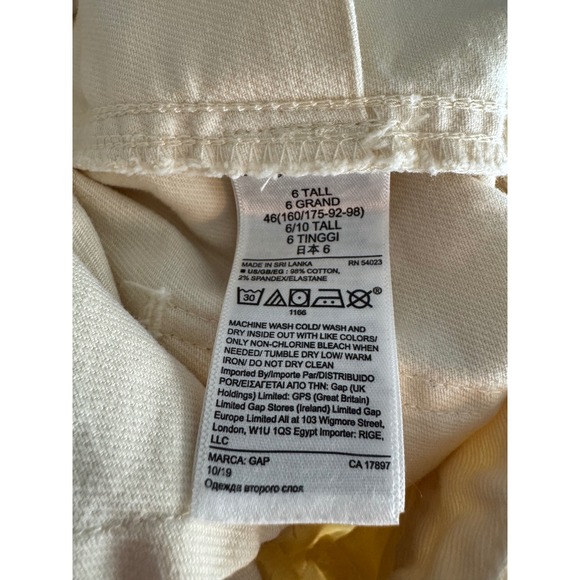 6 TALL
6 GRAND
46(160/175-92-98)
6/10 TALL
6 TINGGI
日本 6
MADE IN SRI LANKA RN 54023
■ US/GB/EG: 98% COTTON,
2% SPANDEX/ELASTANE
30
1166
MACHINE WASH COLD/ WASH AND
DRY INSIDE OUT WITH LIKE COLORS/
ONLY NON-CHLORINE BLEACH WHEN
NEEDED/ TUMBLE DRY LOW/ WARM
IRON/ DO NOT DRY CLEAN
Imported By/Importe Par/DISTRIBUIDO
POR/ΕΙΣΑΓΕΤΑΙ ΑΠΟ ΤΗΝ: Gap (UK
Holdings) Limited: GPS (Great Britain)
Limited Gap Stores (Ireland) Limited Gap
Europe Limited All at 103 Wigmore Street,
London, W1U 1QS Egypt Importer: RIGE,
LLC
MARCA: GAP CA 17897
10/19
Одежда второго слоя